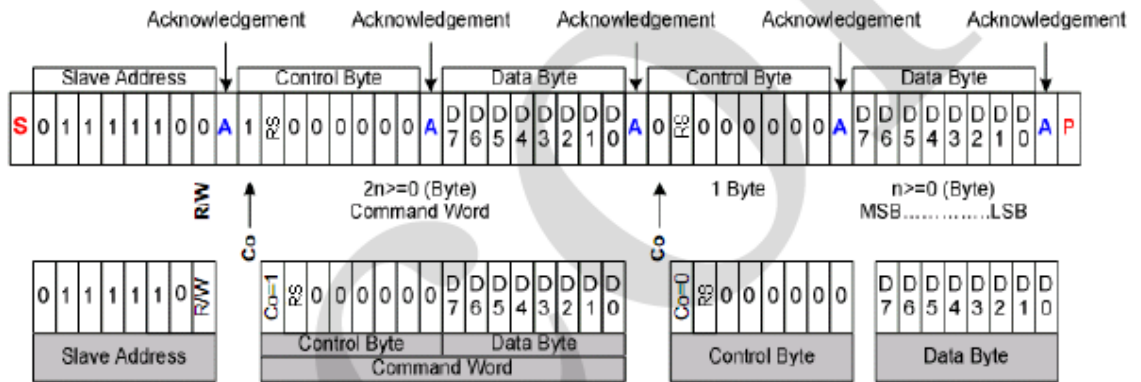 Acknowledgement Acknowledgement Acknowledgement Acknowledgement Acknowledgement
Slave Address Control Byte Data Byte Control Byte Data Byte
S 0 1 1 1 1 1 0 0 A 1 RS 0 0 0 0 0 0 A D7 D6 D5 D4 D3 D2 D1 D0 A 0 RS 0 0 0 0 0 0 A D7 D6 D5 D4 D3 D2 D1 D0 A P
R/W Co 2n>=0 (Byte) Co 1 Byte n>=0 (Byte)
Command Word MSB..............LSB
0 1 1 1 1 1 0 R/W Co=1 RS 0 0 0 0 0 0 D7 D6 D5 D4 D3 D2 D1 D0 Co=0 RS 0 0 0 0 0 0 D7 D6 D5 D4 D3 D2 D1 D0
Slave Address Control Byte Data Byte Control Byte Data Byte
Command Word